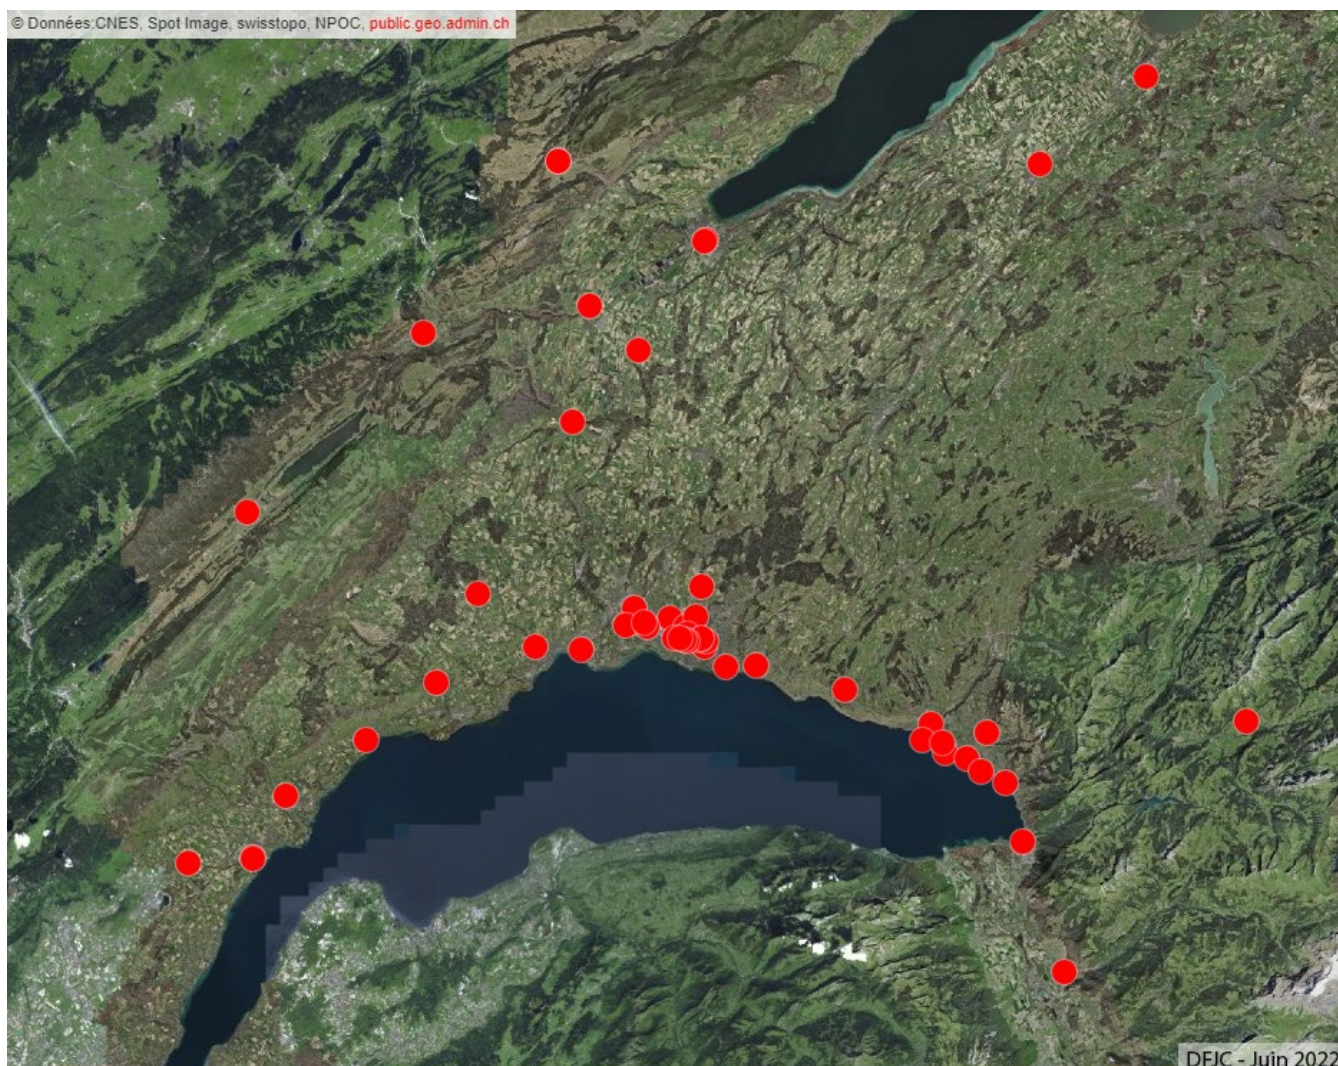 © Données:CNES, Spot Image, swisstopo, NPOC, public.geo.admin.ch
DFJC - Juin 2022